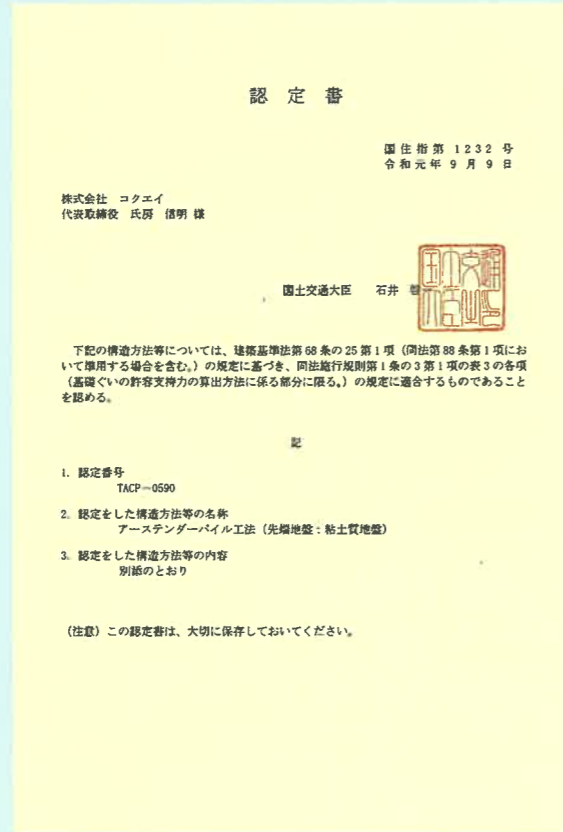 認定書
国住指第1232号
令和元年9月9日
株式会社 コクエイ
代表取締役 氏房 信明 様
国土交通大臣 石井
下記の構造方法等については、建築基準法第68条の25第1項（同法第88条第1項にお
いて準用する場合を含む。）の規定に基づき、同法施行規則第1条の3第1項の表3の各項
（基礎ぐいの許容支持力の算出方法に係る部分に限る。）の規定に適合するものであること
を認める。
記
1. 認定番号
TACP-0590
2. 認定をした構造方法等の名称
アーステンダーパイル工法（先端地盤：粘土質地盤）
3. 認定をした構造方法等の内容
別添のとおり
（注意）この認定書は、大切に保存しておいてください。